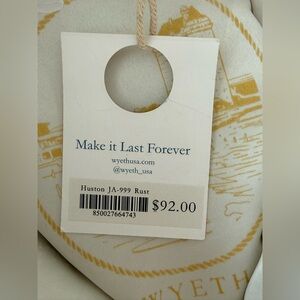 Make it Last Forever
wyethusa.com
@wyeth_usa
Huston JA-999 Rust
850027664743
$92.00
WYETH